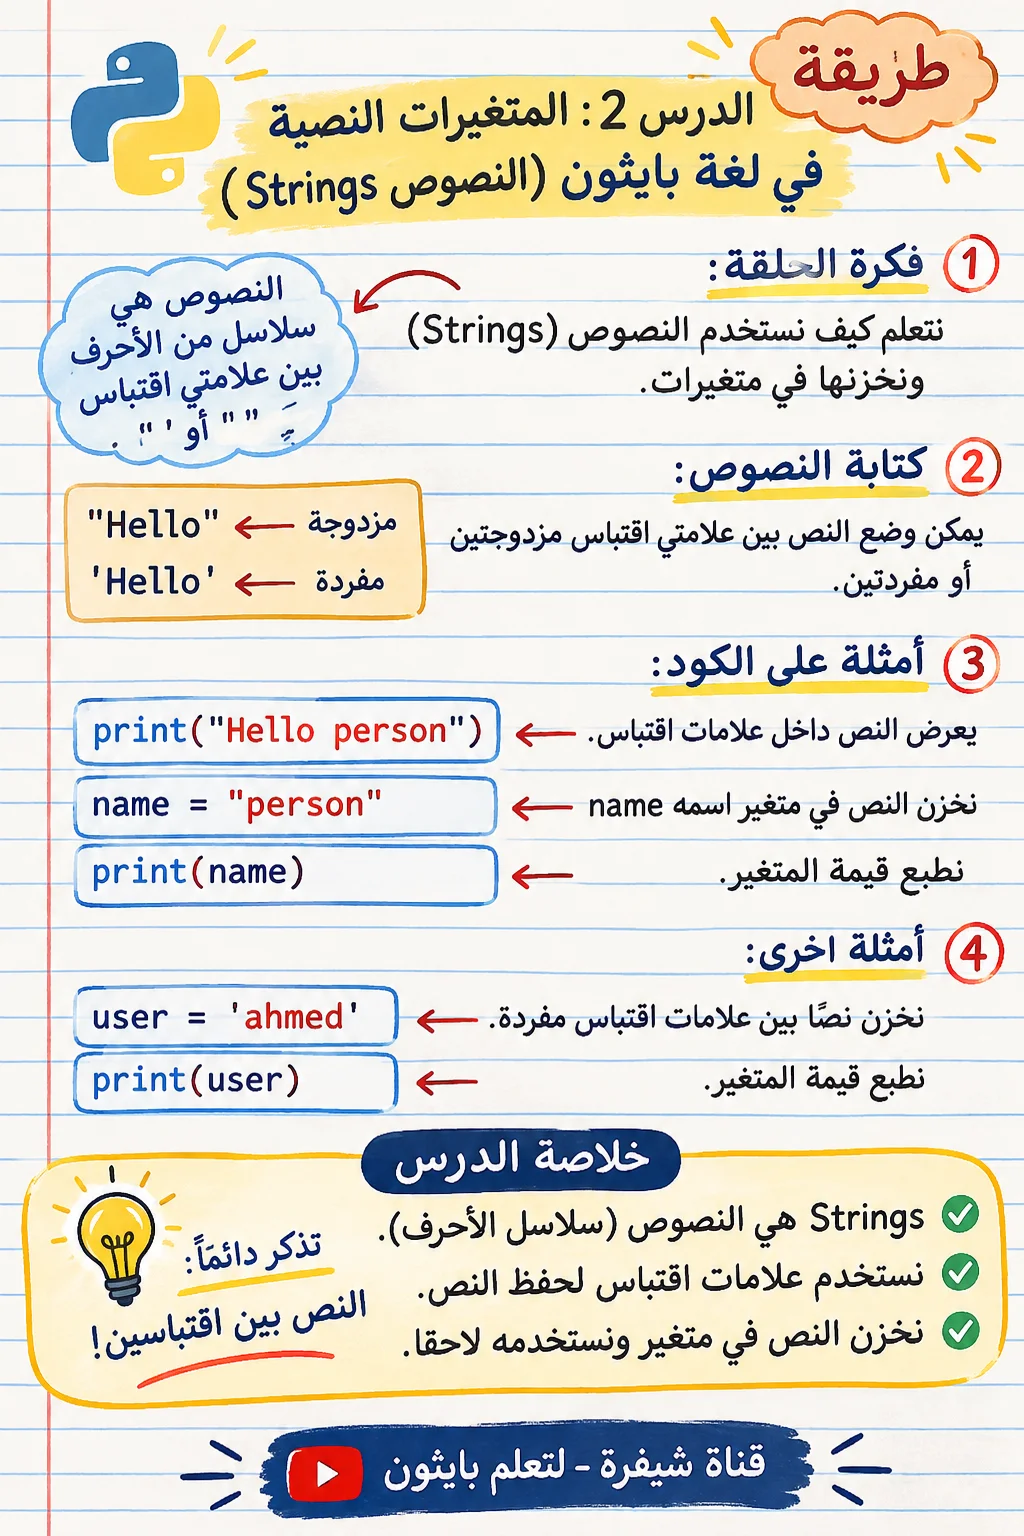 طريقة
الدرس 2 : المتغيرات النصية
في لغة بايثون (النصوص Strings)
1 فكرة الحلقة:
نتعلم كيف نستخدم النصوص (Strings)
ونخزنها في متغيرات.
النصوص هي
سلاسل من الأحرف
بين علامتي اقتباس
" " أو ' '
2 كتابة النصوص:
يمكن وضع النص بين علامتي اقتباس مزدوجتين
أو مفردتين.
"Hello" ← مزدوجة
'Hello' ← مفردة
3 أمثلة على الكود:
print("Hello person") ← يعرض النص داخل علامات اقتباس.
name = "person" ← نخزن النص في متغير اسمه name
print(name) ← نطبع قيمة المتغير.
4 أمثلة اخرى:
user = 'ahmed' ← نخزن نصًا بين علامات اقتباس مفردة.
print(user) ← نطبع قيمة المتغير.
خلاصة الدرس
Strings هي النصوص (سلاسل الأحرف).
نستخدم علامات اقتباس لحفظ النص.
نخزن النص في متغير ونستخدمه لاحقا.
تذكر دائمًا:
النص بين اقتباسين!
قناة شيفرة - لتعلم بايثون